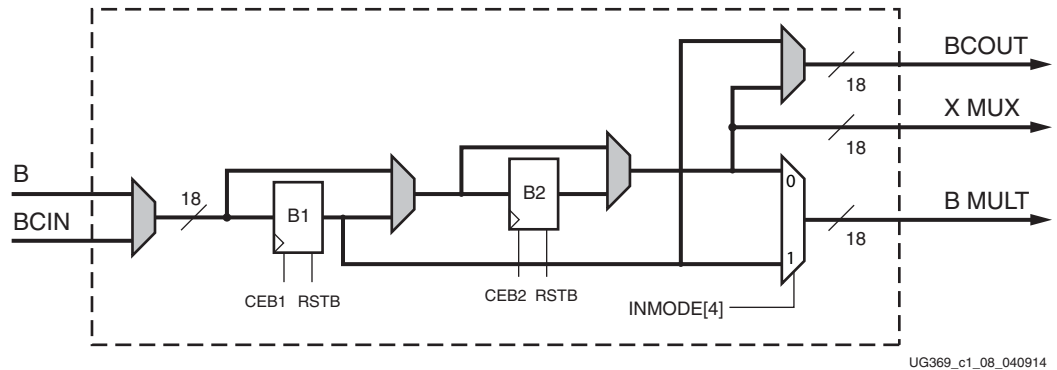 BCOUT
18
X MUX
18
B
BCIN
18
B1
B2
0
1
B MULT
18
CEB1 RSTB
CEB2 RSTB
INMODE[4]
UG369_c1_08_040914